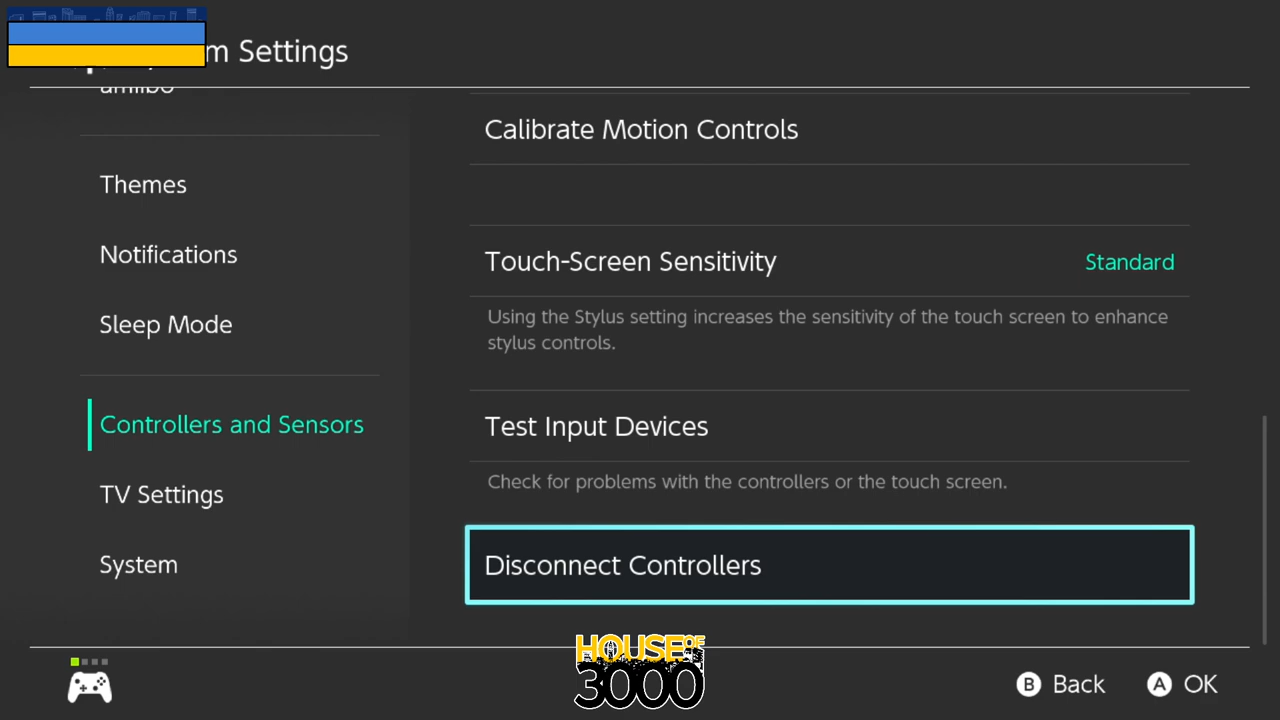 m Settings
amiibo
Themes
Notifications
Sleep Mode
Controllers and Sensors
TV Settings
System
Calibrate Motion Controls
Touch-Screen Sensitivity Standard
Using the Stylus setting increases the sensitivity of the touch screen to enhance
stylus controls.
Test Input Devices
Check for problems with the controllers or the touch screen.
Disconnect Controllers
HOUSE OF
3000
B Back A OK